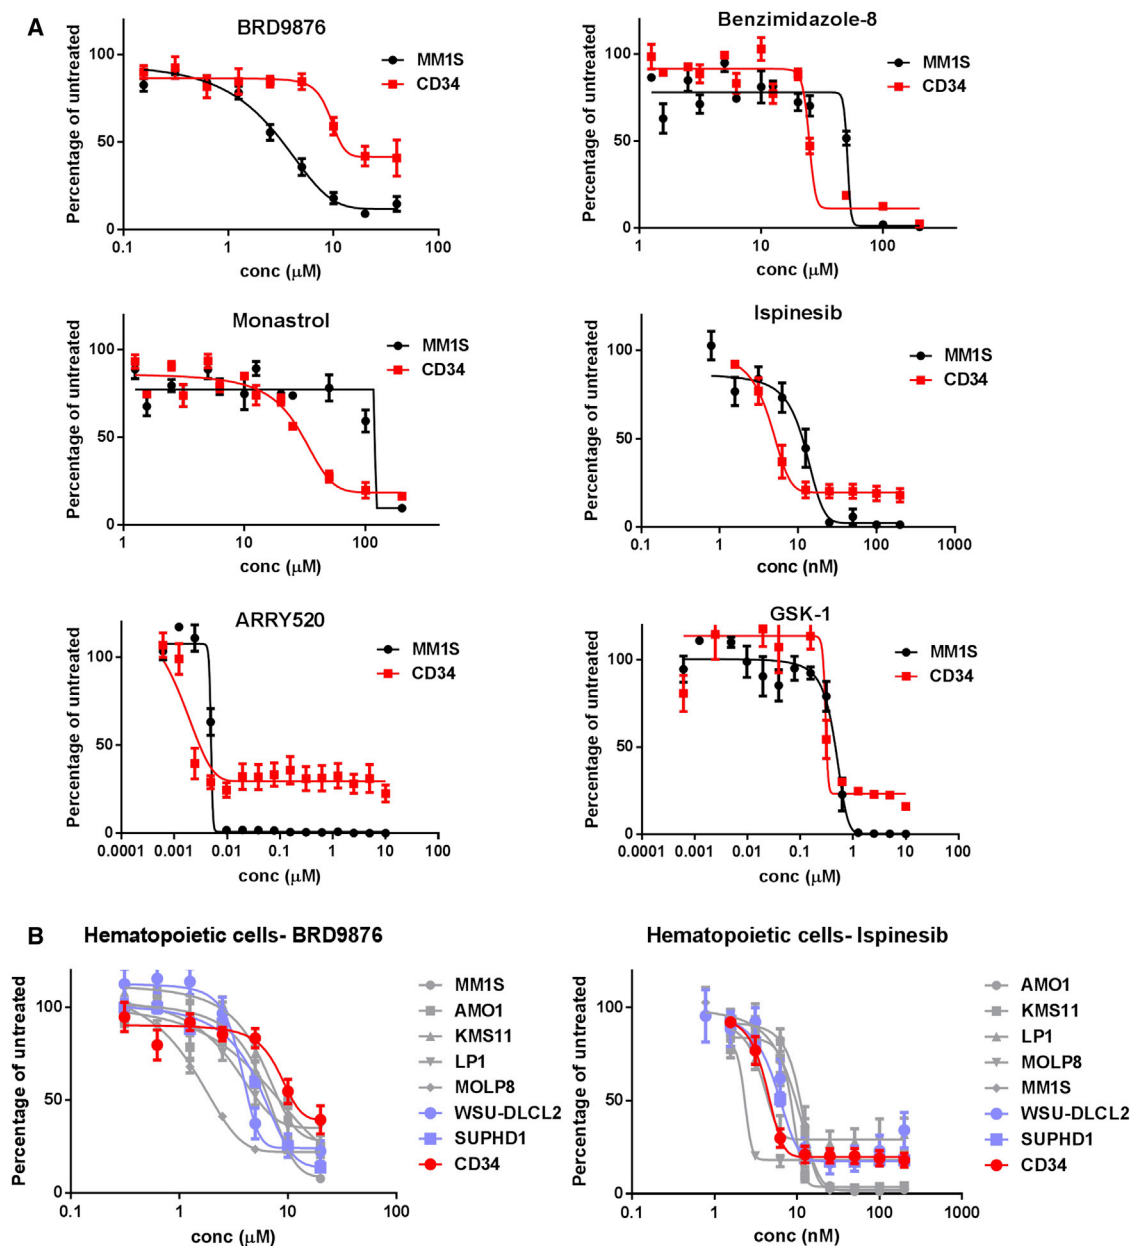 A
BRD9876
Percentage of untreated
100
50
0
0.1
1
10
100
conc (μM)
MM1S
CD34
Benzimidazole-8
Percentage of untreated
100
50
0
1
10
100
conc (μM)
MM1S
CD34
Monastrol
Percentage of untreated
100
50
0
1
10
100
conc (μM)
MM1S
CD34
Ispinesib
Percentage of untreated
100
50
0
0.1
1
10
100
1000
conc (nM)
MM1S
CD34
ARRY520
Percentage of untreated
100
50
0
0.0001
0.001
0.01
0.1
1
10
100
conc (μM)
MM1S
CD34
GSK-1
Percentage of untreated
100
50
0
0.0001
0.001
0.01
0.1
1
10
100
conc (μM)
MM1S
CD34
B
Hematopoietic cells- BRD9876
Percentage of untreated
100
50
0
0.1
1
10
100
conc (μM)
MM1S
AMO1
KMS11
LP1
MOLP8
WSU-DLCL2
SUPHD1
CD34
Hematopoietic cells- Ispinesib
Percentage of untreated
100
50
0
0.1
1
10
100
1000
conc (nM)
AMO1
KMS11
LP1
MOLP8
MM1S
WSU-DLCL2
SUPHD1
CD34